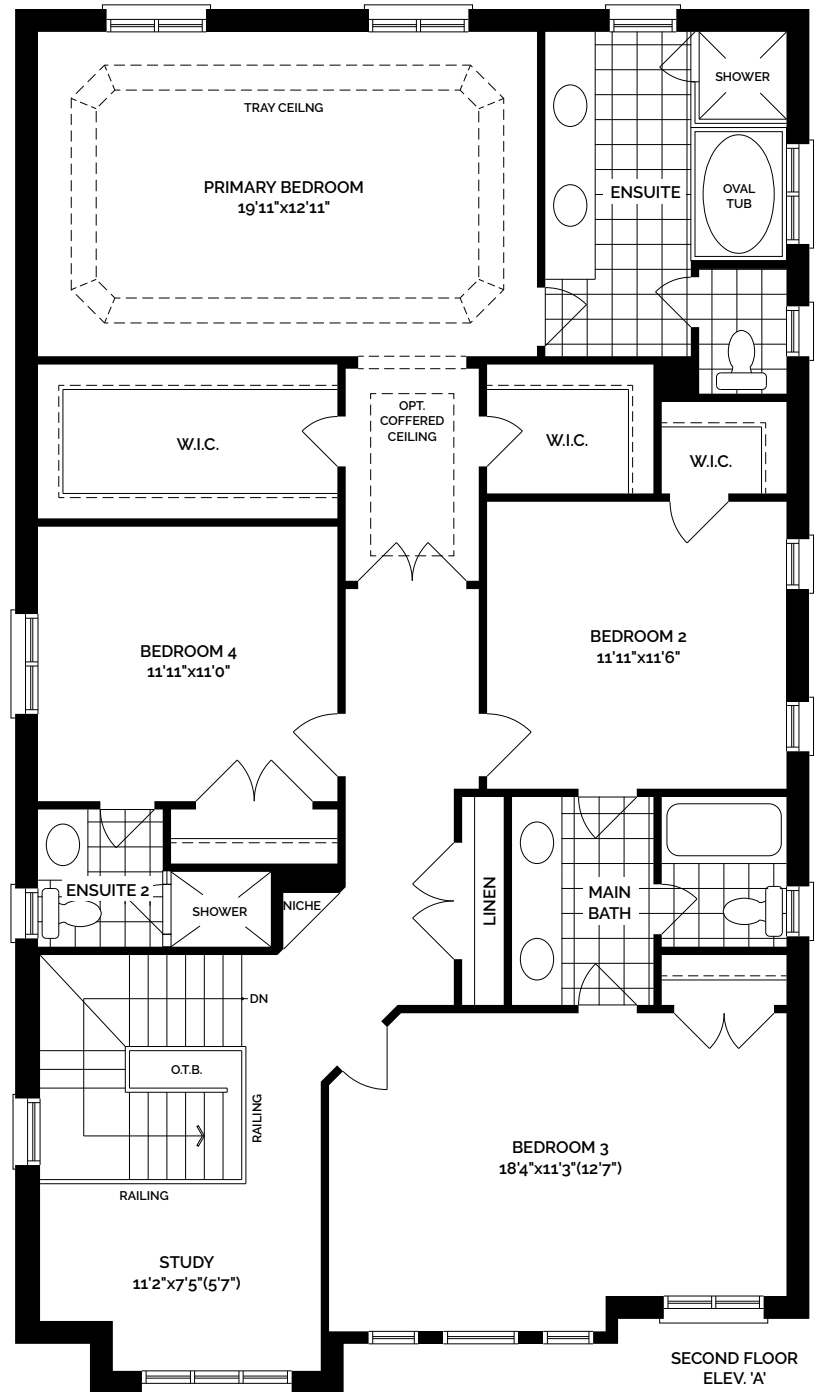 TRAY CEILNG
PRIMARY BEDROOM
19'11"x12'11"
SHOWER
ENSUITE
OVAL
TUB
W.I.C.
OPT.
COFFERED
CEILING
W.I.C.
W.I.C.
BEDROOM 4
11'11"x11'0"
BEDROOM 2
11'11"x11'6"
ENSUITE 2
SHOWER
NICHE
LINEN
MAIN
BATH
DN
O.T.B.
RAILING
RAILING
BEDROOM 3
18'4"x11'3"(12'7")
STUDY
11'2"x7'5"(5'7")
SECOND FLOOR
ELEV. 'A'